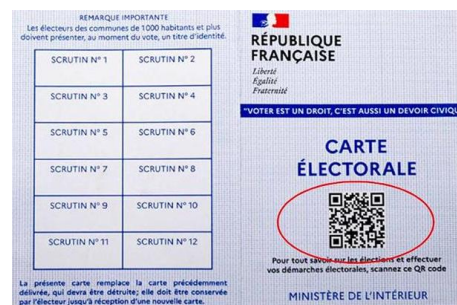 REMARQUE IMPORTANTE
Les électeurs des communes de 1000 habitants et plus
doivent présenter, au moment du vote, un titre d'identité.
SCRUTIN N° 1 SCRUTIN N° 2
SCRUTIN N° 3 SCRUTIN N° 4
SCRUTIN N° 5 SCRUTIN N° 6
SCRUTIN N° 7 SCRUTIN N° 8
SCRUTIN N° 9 SCRUTIN N° 10
SCRUTIN N° 11 SCRUTIN N° 12
La présente carte remplace la carte précédemment
délivrée, qui devra être détruite; elle doit être conservée
par l'électeur jusqu'à réception d'une nouvelle carte.
RÉPUBLIQUE
FRANÇAISE
Liberté
Égalité
Fraternité
"VOTER EST UN DROIT, C'EST AUSSI UN DEVOIR CIVIQU
CARTE
ÉLECTORALE
Pour tout savoir sur les élections et effectuer
vos démarches électorales, scannez ce QR code
MINISTÈRE DE L'INTÉRIEUR